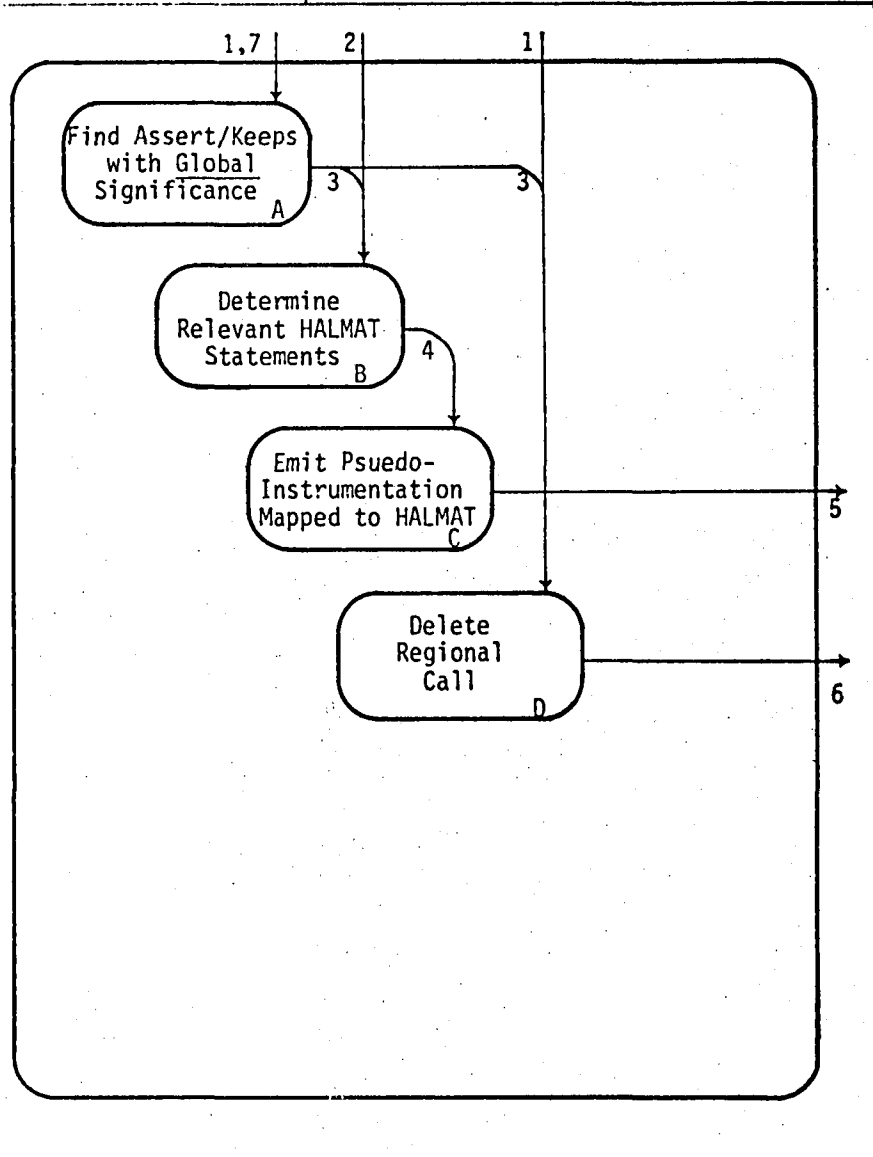 1,7
2
1
Find Assert/Keeps
with Global
Significance
A
3
3
Determine
Relevant HALMAT
Statements
B
4
Emit Psuedo-
Instrumentation
Mapped to HALMAT
C
5
Delete
Regional
Call
D
6